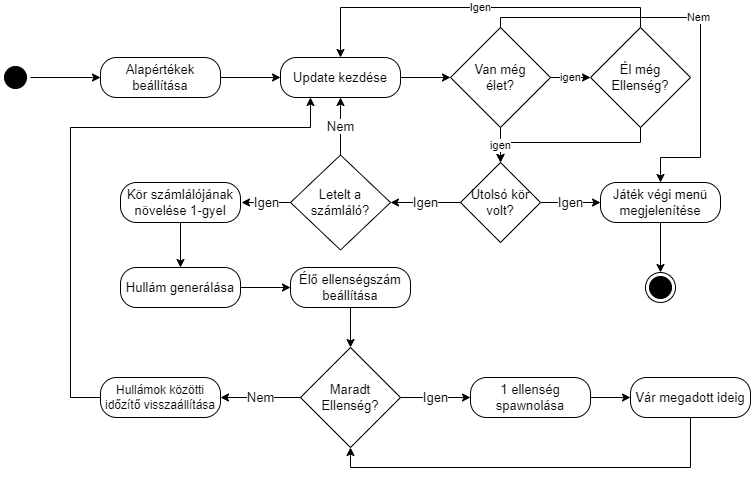 Igen
Nem
Alapértékek
beállítása
Update kezdése
Van még
élet?
igen
Él még
Ellenség?
Nem
igen
Kör számlálójának
növelése 1-gyel
Igen
Letelt a
számláló?
Igen
Utolsó kör
volt?
Igen
Játék végi menü
megjelenítése
Hullám generálása
Élő ellenségszám
beállítása
Hullámok közötti
időzítő visszaállítása
Nem
Maradt
Ellenség?
Igen
1 ellenség
spawnolása
Vár megadott ideig